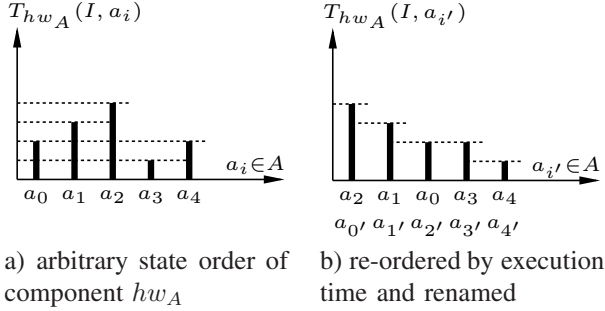 T_{hw_A}(I, a_i)
a_i∈A
a_0 a_1 a_2 a_3 a_4
a) arbitrary state order of
component hw_A
T_{hw_A}(I, a_{i'})
a_{i'}∈A
a_2 a_1 a_0 a_3 a_4
a_{0'} a_{1'} a_{2'} a_{3'} a_{4'}
b) re-ordered by execution
time and renamed